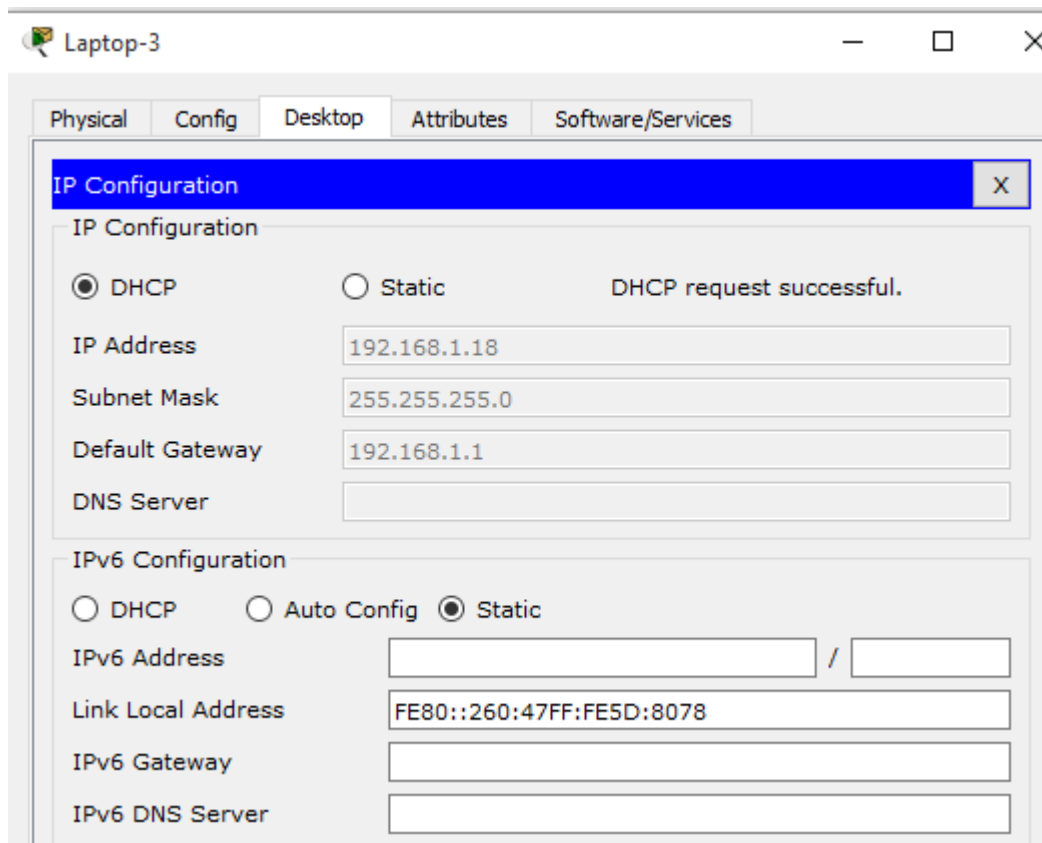 Laptop-3
Physical Config Desktop Attributes Software/Services
IP Configuration X
IP Configuration
DHCP Static DHCP request successful.
IP Address 192.168.1.18
Subnet Mask 255.255.255.0
Default Gateway 192.168.1.1
DNS Server
IPv6 Configuration
DHCP Auto Config Static
IPv6 Address /
Link Local Address FE80::260:47FF:FE5D:8078
IPv6 Gateway
IPv6 DNS Server